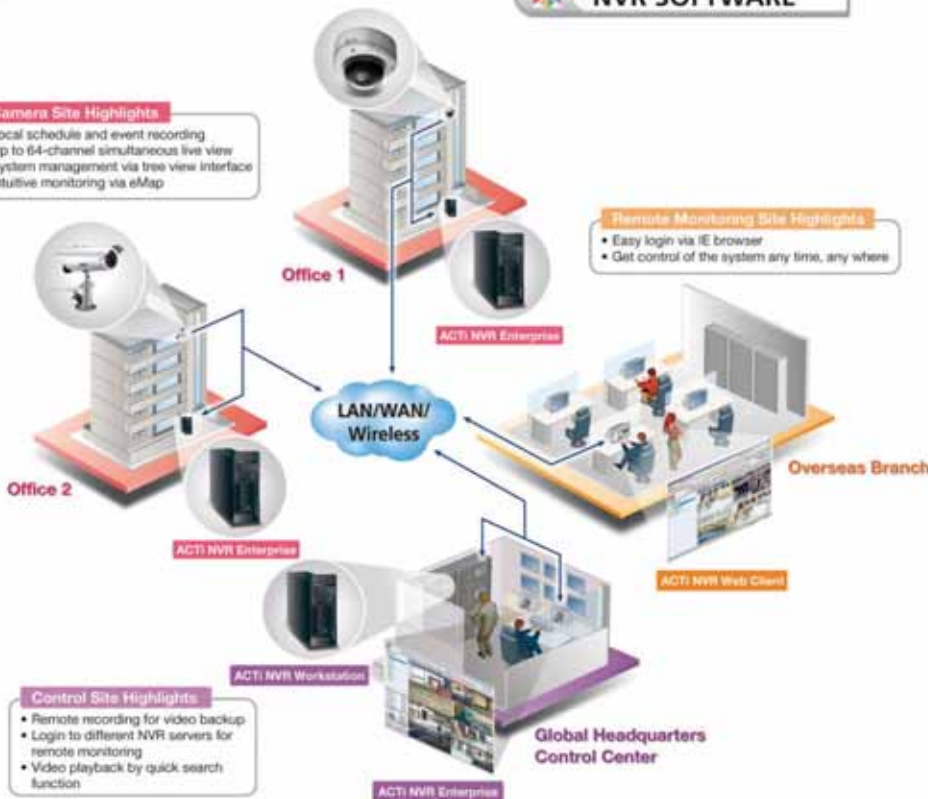 NVR SOFTWARE
Camera Site Highlights
ocal schedule and event recording
p to 64-channel simultaneous live view
ystem management via tree view interface
tuitive monitoring via eMap
Office 1
ACTi NVR Enterprise
Remote Monitoring Site Highlights
• Easy login via IE browser
• Get control of the system any time, any where
LAN/WAN/
Wireless
Office 2
ACTi NVR Enterprise
Overseas Branch
ACTi NVR Web Client
ACTi NVR Workstation
Control Site Highlights
• Remote recording for video backup
• Login to different NVR servers for
remote monitoring
• Video playback by quick search
function
Global Headquarters
Control Center
ACTi NVR Enterprise